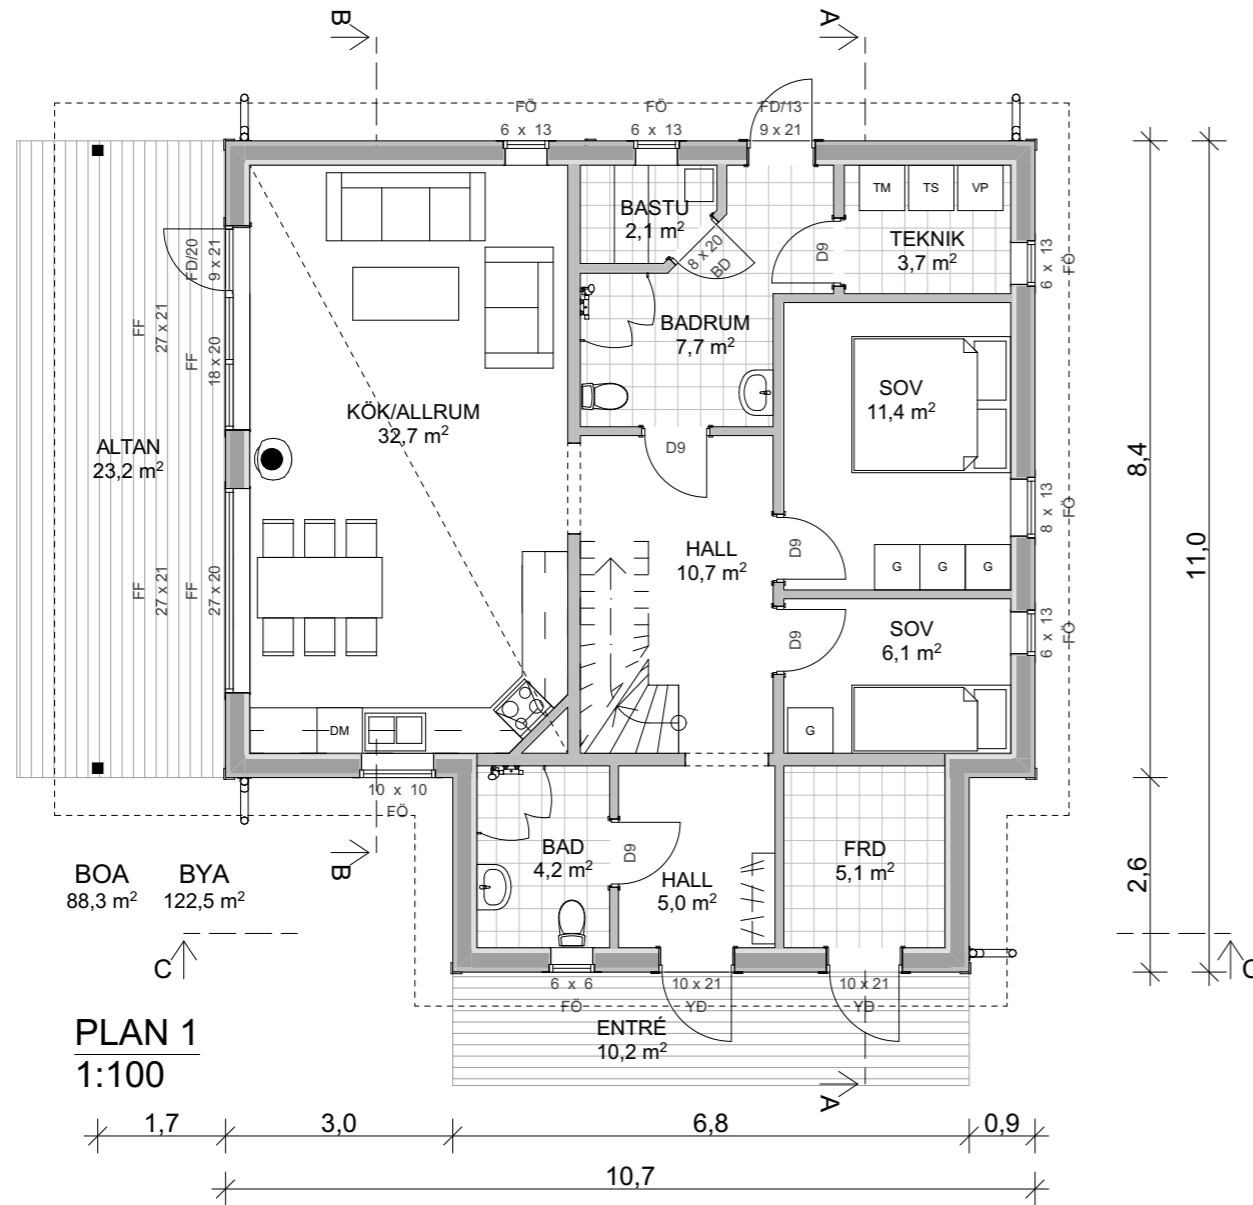 B
A
FÖ
6 x 13
FÖ
6 x 13
FD/13
9 x 21
BASTU
2,1 m²
8 x 20
BD
D9
TM
TS
VP
TEKNIK
3,7 m²
6 x 13
FÖ
FD/20
9 x 21
FF
27 x 21
FF
18 x 20
BADRUM
7,7 m²
KÖK/ALLRUM
32,7 m²
SOV
11,4 m²
ALTAN
23,2 m²
D9
8,4
8 x 13
FÖ
HALL
10,7 m²
D9
G
G
G
11,0
FF
27 x 21
FF
27 x 20
D9
SOV
6,1 m²
6 x 13
FÖ
DM
G
10 x 10
FÖ
BAD
4,2 m²
D9
HALL
5,0 m²
FRD
5,1 m²
2,6
BOA
88,3 m²
BYA
122,5 m²
B
C
C
6 x 6
FÖ
10 x 21
YD
10 x 21
YD
ENTRÉ
10,2 m²
PLAN 1
1:100
A
1,7
3,0
6,8
0,9
10,7